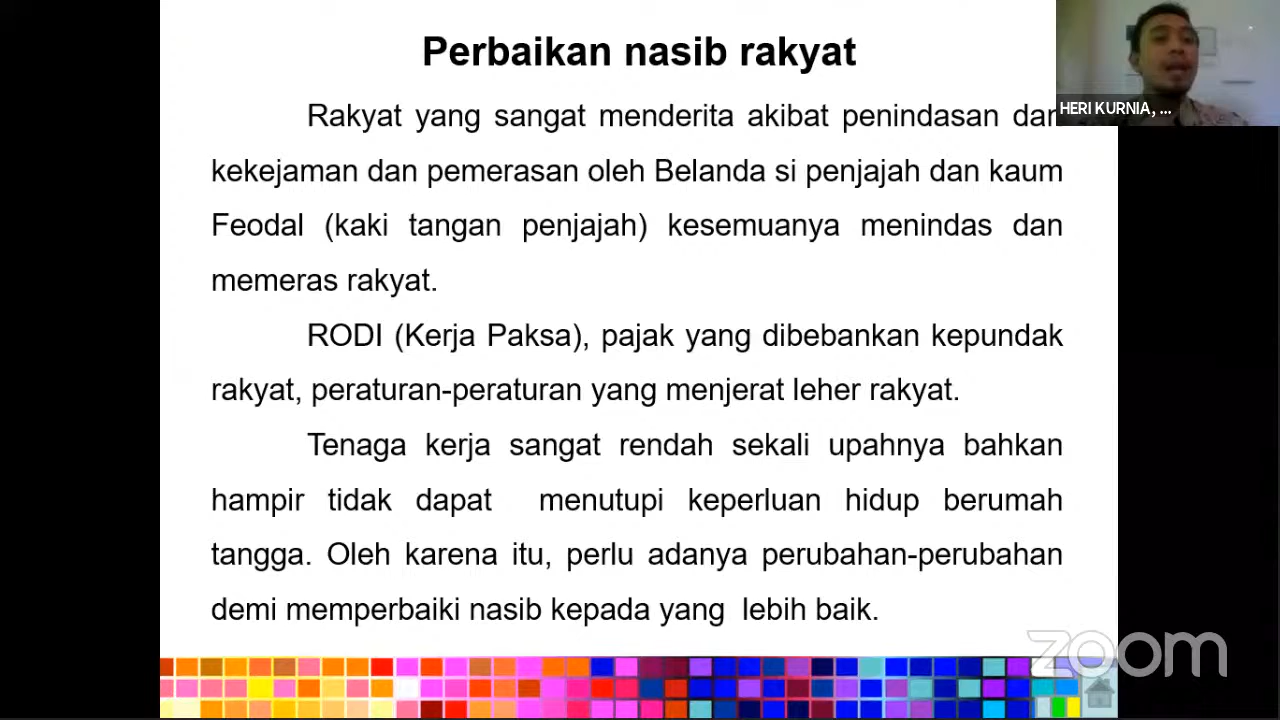 Perbaikan nasib rakyat
HERI KURNIA, ...
Rakyat yang sangat menderita akibat penindasan dan
kekejaman dan pemerasan oleh Belanda si penjajah dan kaum
Feodal (kaki tangan penjajah) kesemuanya menindas dan
memeras rakyat.
RODI (Kerja Paksa), pajak yang dibebankan kepundak
rakyat, peraturan-peraturan yang menjerat leher rakyat.
Tenaga kerja sangat rendah sekali upahnya bahkan
hampir tidak dapat menutupi keperluan hidup berumah
tangga. Oleh karena itu, perlu adanya perubahan-perubahan
demi memperbaiki nasib kepada yang lebih baik.
zoom